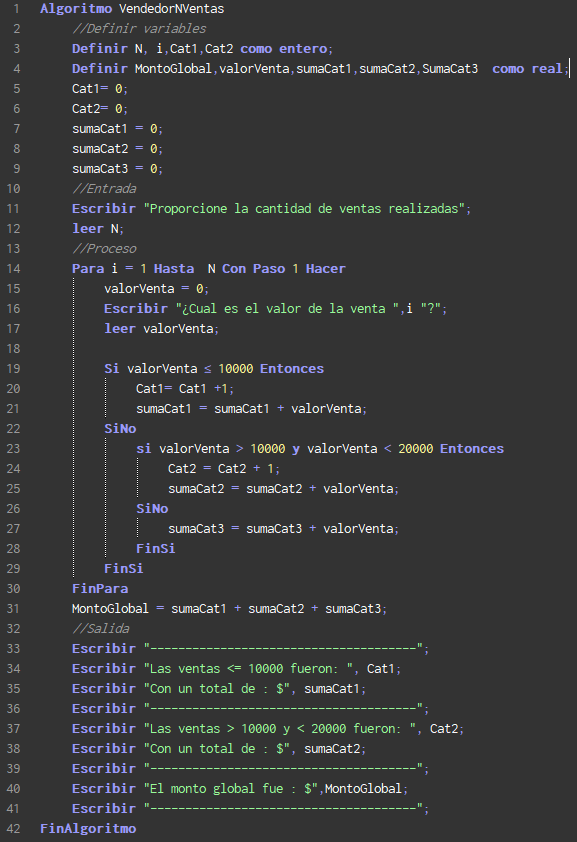 1 Algoritmo VendedorNVentas
2 //Definir variables
3 Definir N, i,Cat1,Cat2 como entero;
4 Definir MontoGlobal,valorVenta,sumaCat1,sumaCat2,SumaCat3  como real;
5 Cat1= 0;
6 Cat2= 0;
7 sumaCat1 = 0;
8 sumaCat2 = 0;
9 sumaCat3 = 0;
10 //Entrada
11 Escribir "Proporcione la cantidad de ventas realizadas";
12 leer N;
13 //Proceso
14 Para i = 1 Hasta  N Con Paso 1 Hacer
15 valorVenta = 0;
16 Escribir "¿Cual es el valor de la venta ",i "?";
17 leer valorVenta;
18
19 Si valorVenta ≤ 10000 Entonces
20 Cat1= Cat1 +1;
21 sumaCat1 = sumaCat1 + valorVenta;
22 SiNo
23 si valorVenta > 10000 y valorVenta < 20000 Entonces
24 Cat2 = Cat2 + 1;
25 sumaCat2 = sumaCat2 + valorVenta;
26 SiNo
27 sumaCat3 = sumaCat3 + valorVenta;
28 FinSi
29 FinSi
30 FinPara
31 MontoGlobal = sumaCat1 + sumaCat2 + sumaCat3;
32 //Salida
33 Escribir "--------------------------------------";
34 Escribir "Las ventas <= 10000 fueron: ", Cat1;
35 Escribir "Con un total de : $", sumaCat1;
36 Escribir "--------------------------------------";
37 Escribir "Las ventas > 10000 y < 20000 fueron: ", Cat2;
38 Escribir "Con un total de : $", sumaCat2;
39 Escribir "--------------------------------------";
40 Escribir "El monto global fue : $",MontoGlobal;
41 Escribir "--------------------------------------";
42 FinAlgoritmo